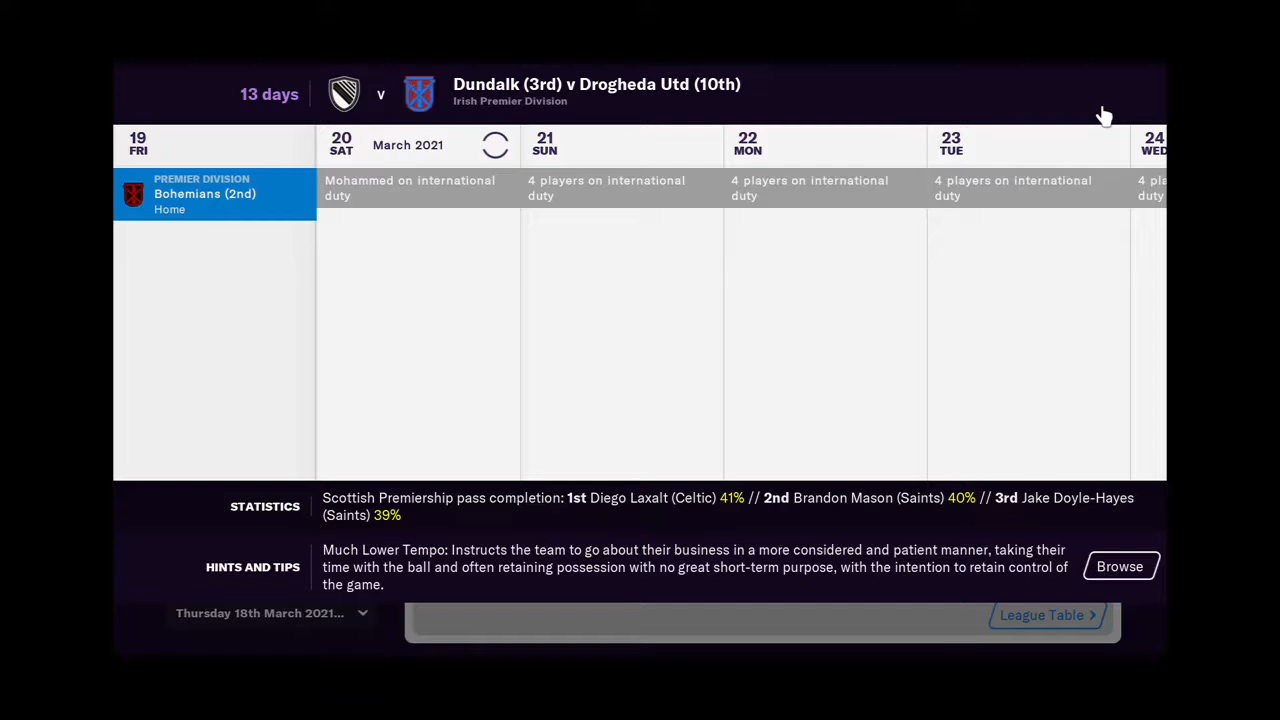 13 days
v
Dundalk (3rd) v Drogheda Utd (10th)
Irish Premier Division
19
FRI
20
SAT
March 2021
21
SUN
22
MON
23
TUE
24
WED
PREMIER DIVISION
Bohemians (2nd)
Home
Mohammed on international
duty
4 players on international
duty
4 players on international
duty
4 players on international
duty
4 pla
duty
STATISTICS
Scottish Premiership pass completion: 1st Diego Laxalt (Celtic) 41% // 2nd Brandon Mason (Saints) 40% // 3rd Jake Doyle-Hayes
(Saints) 39%
HINTS AND TIPS
Much Lower Tempo: Instructs the team to go about their business in a more considered and patient manner, taking their
time with the ball and often retaining possession with no great short-term purpose, with the intention to retain control of
the game.
Browse
Thursday 18th March 2021...
League Table >